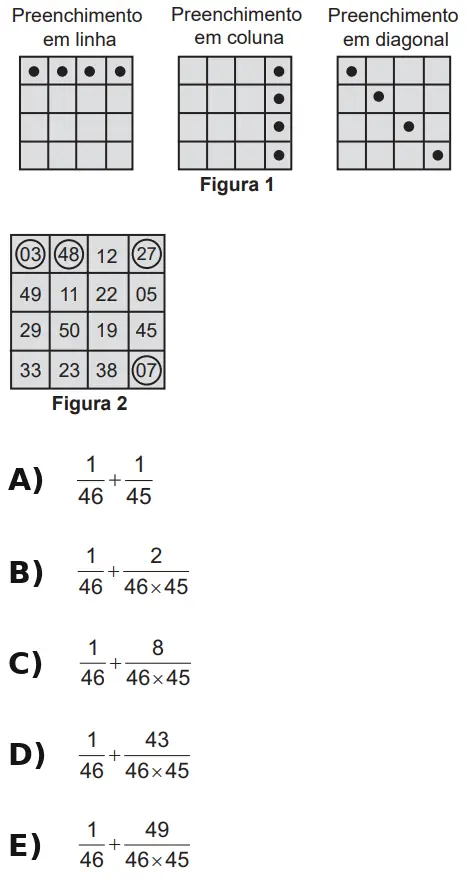 Preenchimento Preenchimento Preenchimento
em linha em coluna em diagonal
Figura 1
03 48 12 27
49 11 22 05
29 50 19 45
33 23 38 07
Figura 2
A) 1/46 + 1/45
B) 1/46 + 2/46×45
C) 1/46 + 8/46×45
D) 1/46 + 43/46×45
E) 1/46 + 49/46×45